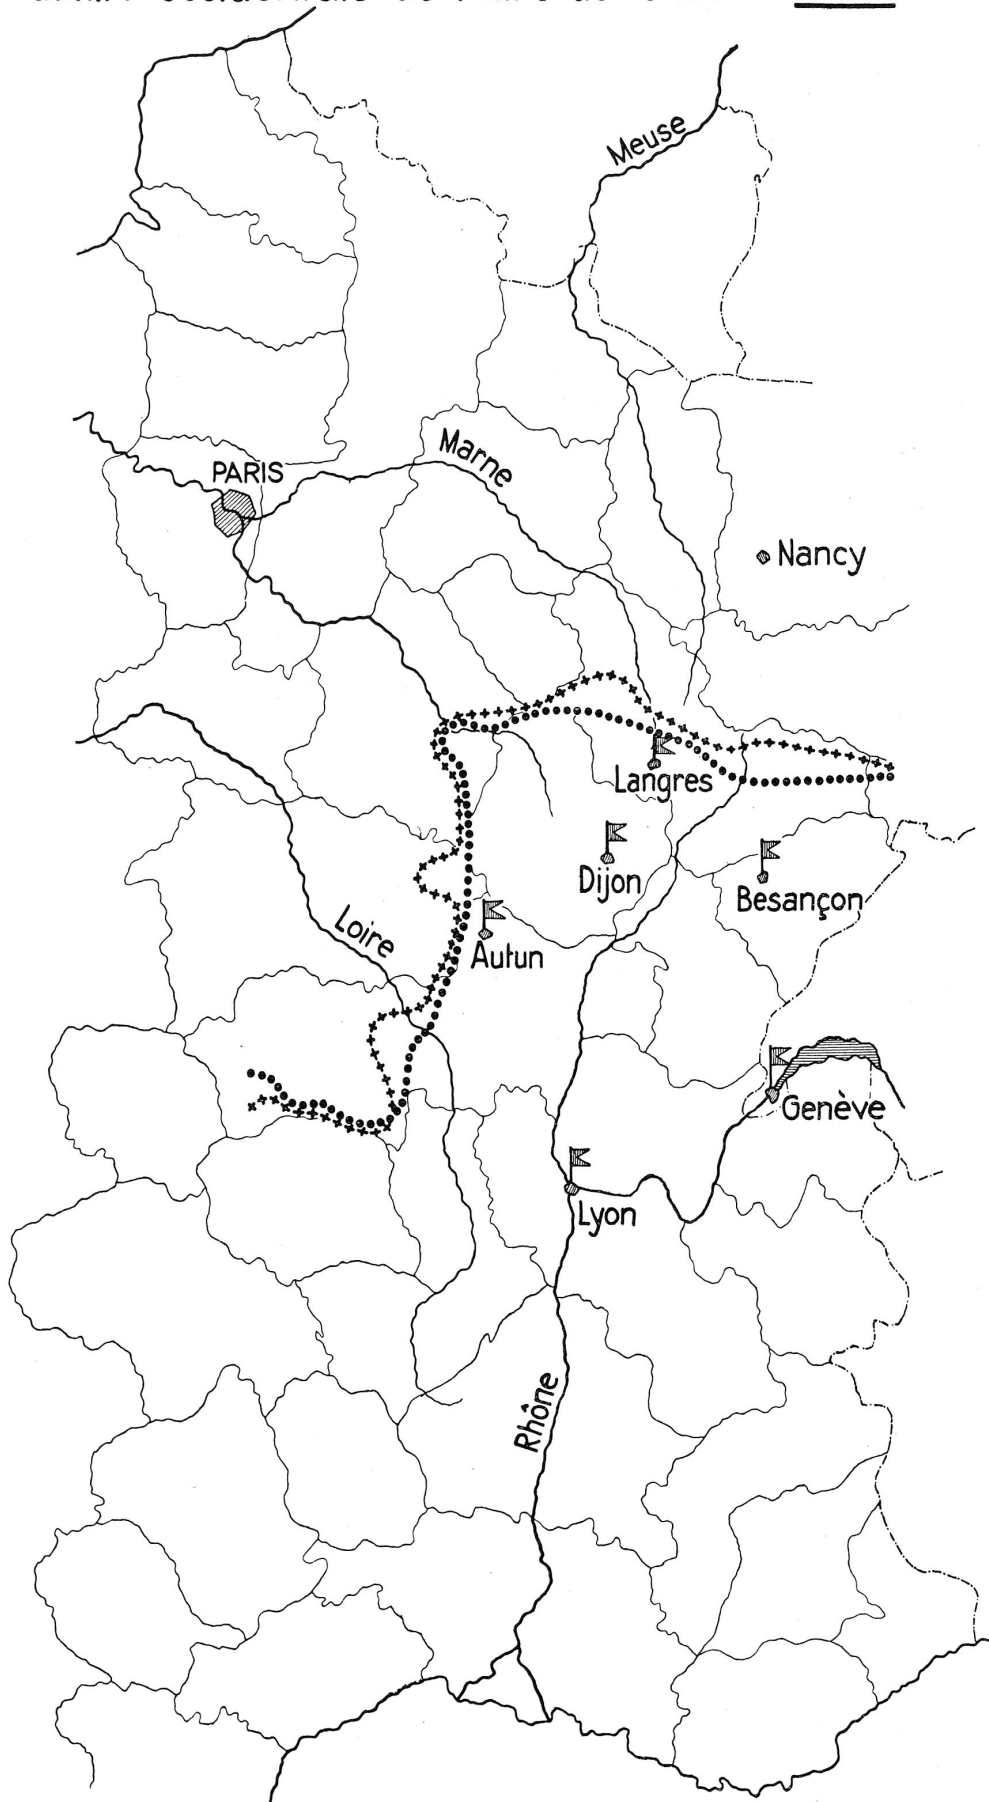 Meuse
Marne
PARIS
Nancy
Langres
Dijon
Besançon
Loire
Autun
Genève
Lyon
Rhône